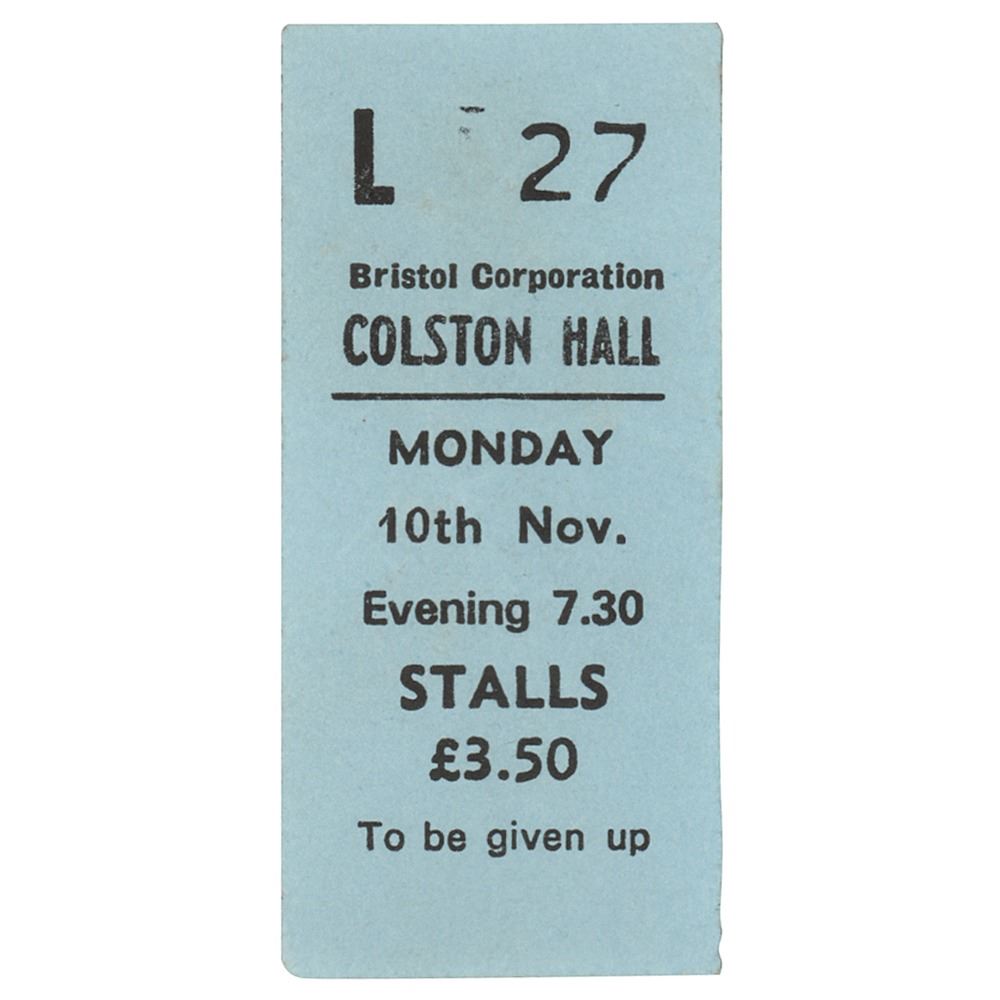 L 27
Bristol Corporation
COLSTON HALL
MONDAY
10th Nov.
Evening 7.30
STALLS
£3.50
To be given up